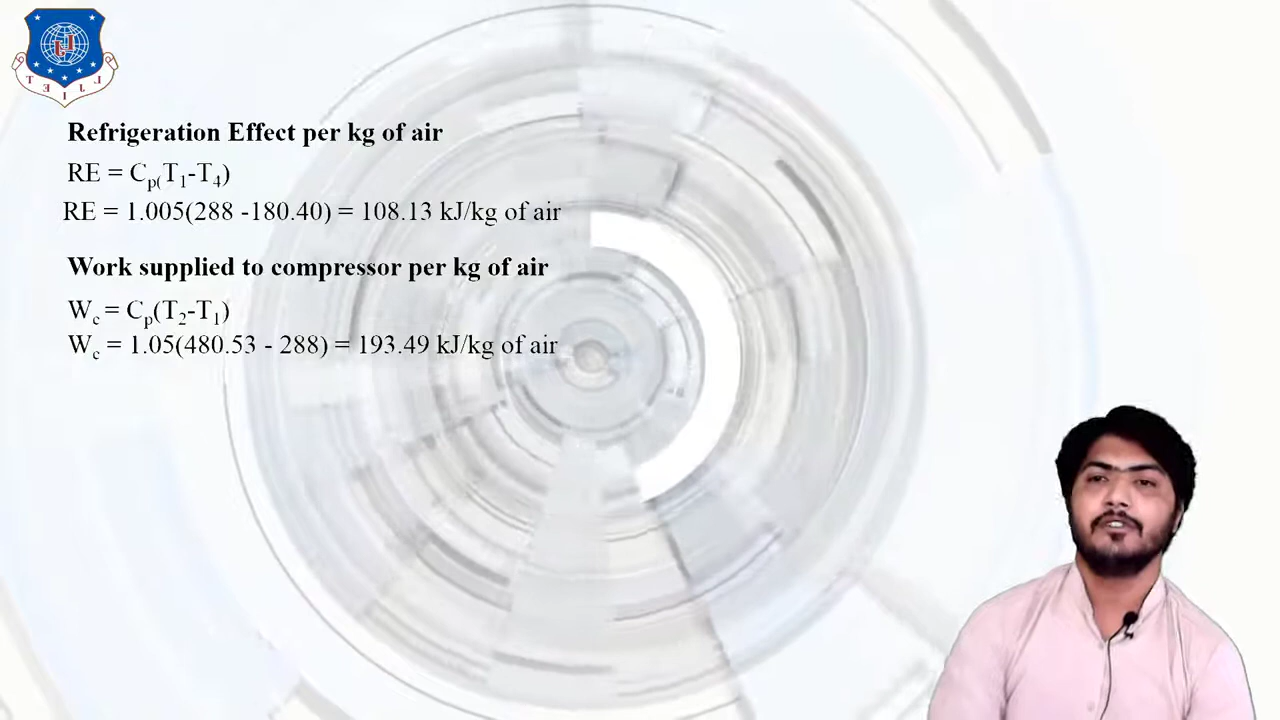 Refrigeration Effect per kg of air
RE = Cp(T1-T4)
RE = 1.005(288 -180.40) = 108.13 kJ/kg of air
Work supplied to compressor per kg of air
Wc = Cp(T2-T1)
Wc = 1.05(480.53 - 288) = 193.49 kJ/kg of air